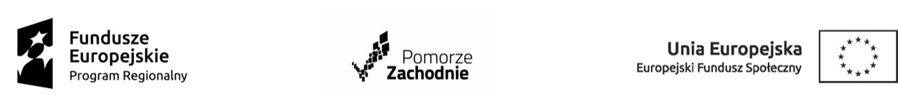 Fundusze
Europejskie
Program Regionalny
Pomorze
Zachodnie
Unia Europejska
Europejski Fundusz Społeczny